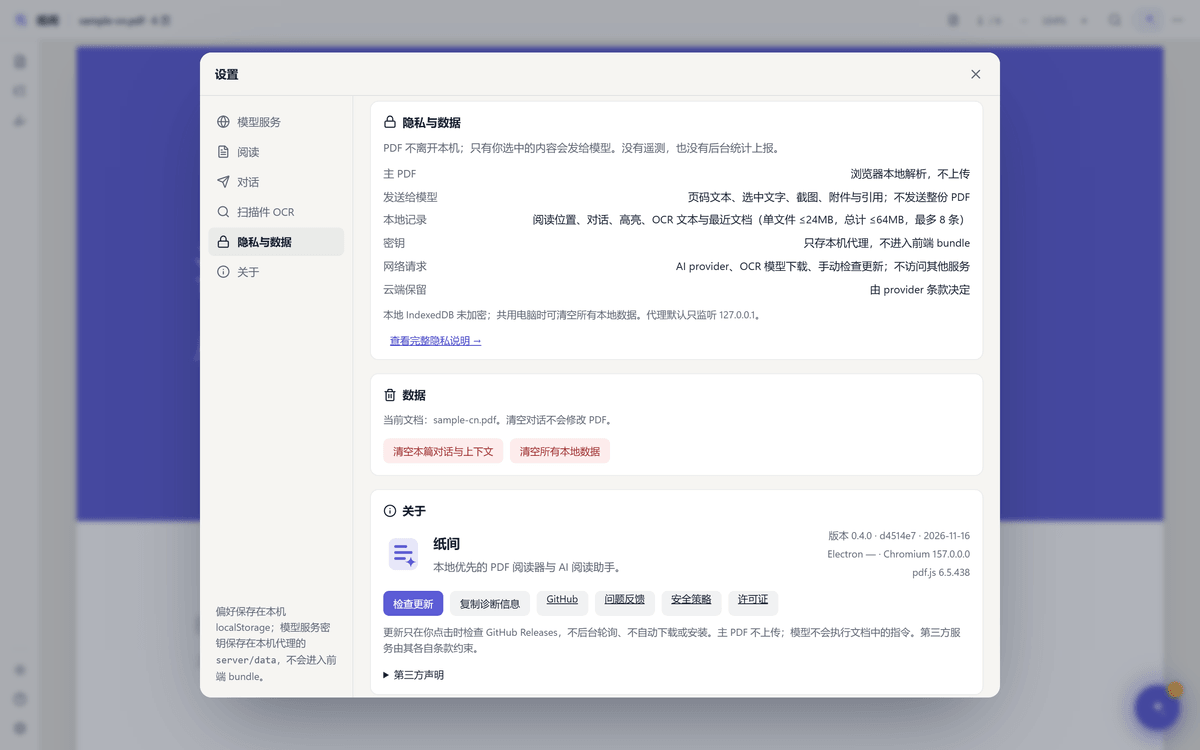 sample-cn.pdf
设置
模型服务
阅读
对话
扫描件 OCR
隐私与数据
关于
偏好保存在本机
localStorage；模型服务密
钥保存在本机代理的
server/data，不会进入前
端 bundle。
隐私与数据
PDF 不离开本机；只有你选中的内容会发给模型。没有遥测，也没有后台统计上报。
主 PDF 浏览器本地解析，不上传
发送给模型 页码文本、选中文字、截图、附件与引用；不发送整份 PDF
本地记录 阅读位置、对话、高亮、OCR 文本与最近文档（单文件 ≤24MB，总计 ≤64MB，最多 8 条）
密钥 只存本机代理，不进入前端 bundle
网络请求 AI provider、OCR 模型下载、手动检查更新；不访问其他服务
云端保留 由 provider 条款决定
本地 IndexedDB 未加密；共用电脑时可清空所有本地数据。代理默认只监听 127.0.0.1。
查看完整隐私说明 →
数据
当前文档：sample-cn.pdf。清空对话不会修改 PDF。
清空本篇对话与上下文 清空所有本地数据
关于
纸间
本地优先的 PDF 阅读器与 AI 阅读助手。
版本 0.4.0 · d4514e7 · 2026-11-16
Electron — · Chromium 157.0.0.0
pdf.js 6.5.438
检查更新 复制诊断信息 GitHub 问题反馈 安全策略 许可证
更新只在你点击时检查 GitHub Releases，不后台轮询、不自动下载或安装。主 PDF 不上传；模型不会执行文档中的指令。第三方服
务由其各自条款约束。
▶ 第三方声明